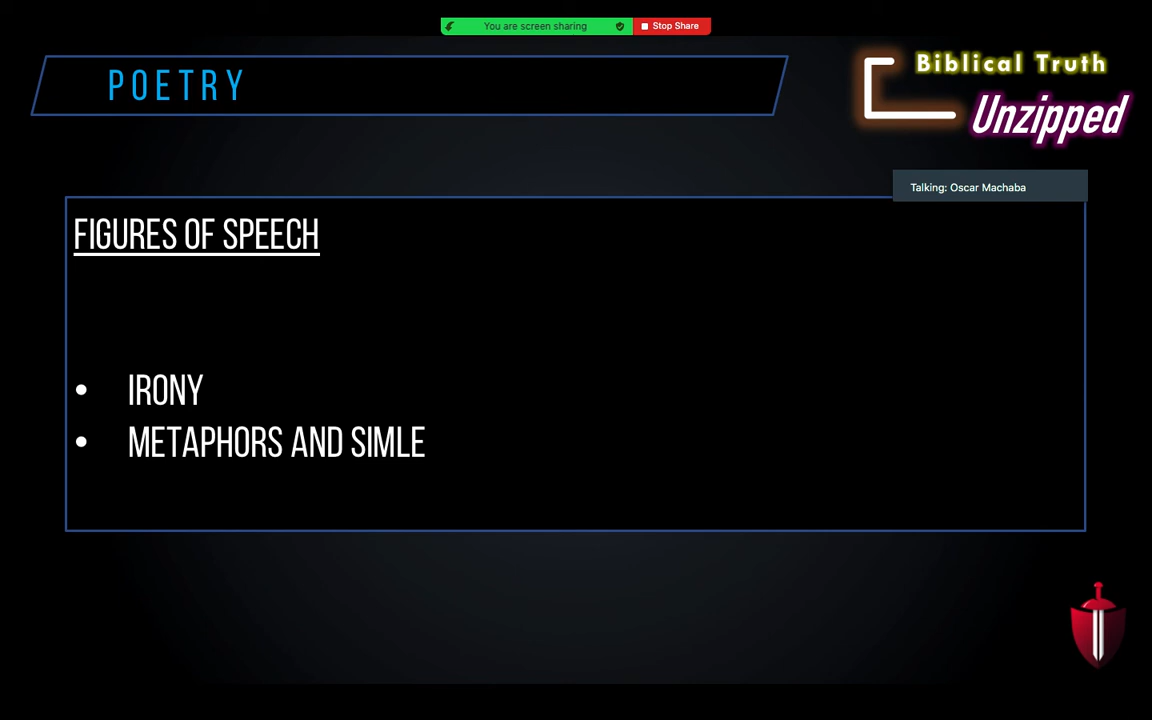 You are screen sharing
Stop Share
POETRY
Biblical Truth
Unzipped
Talking: Oscar Machaba
FIGURES OF SPEECH
• IRONY
• METAPHORS AND SIMLE